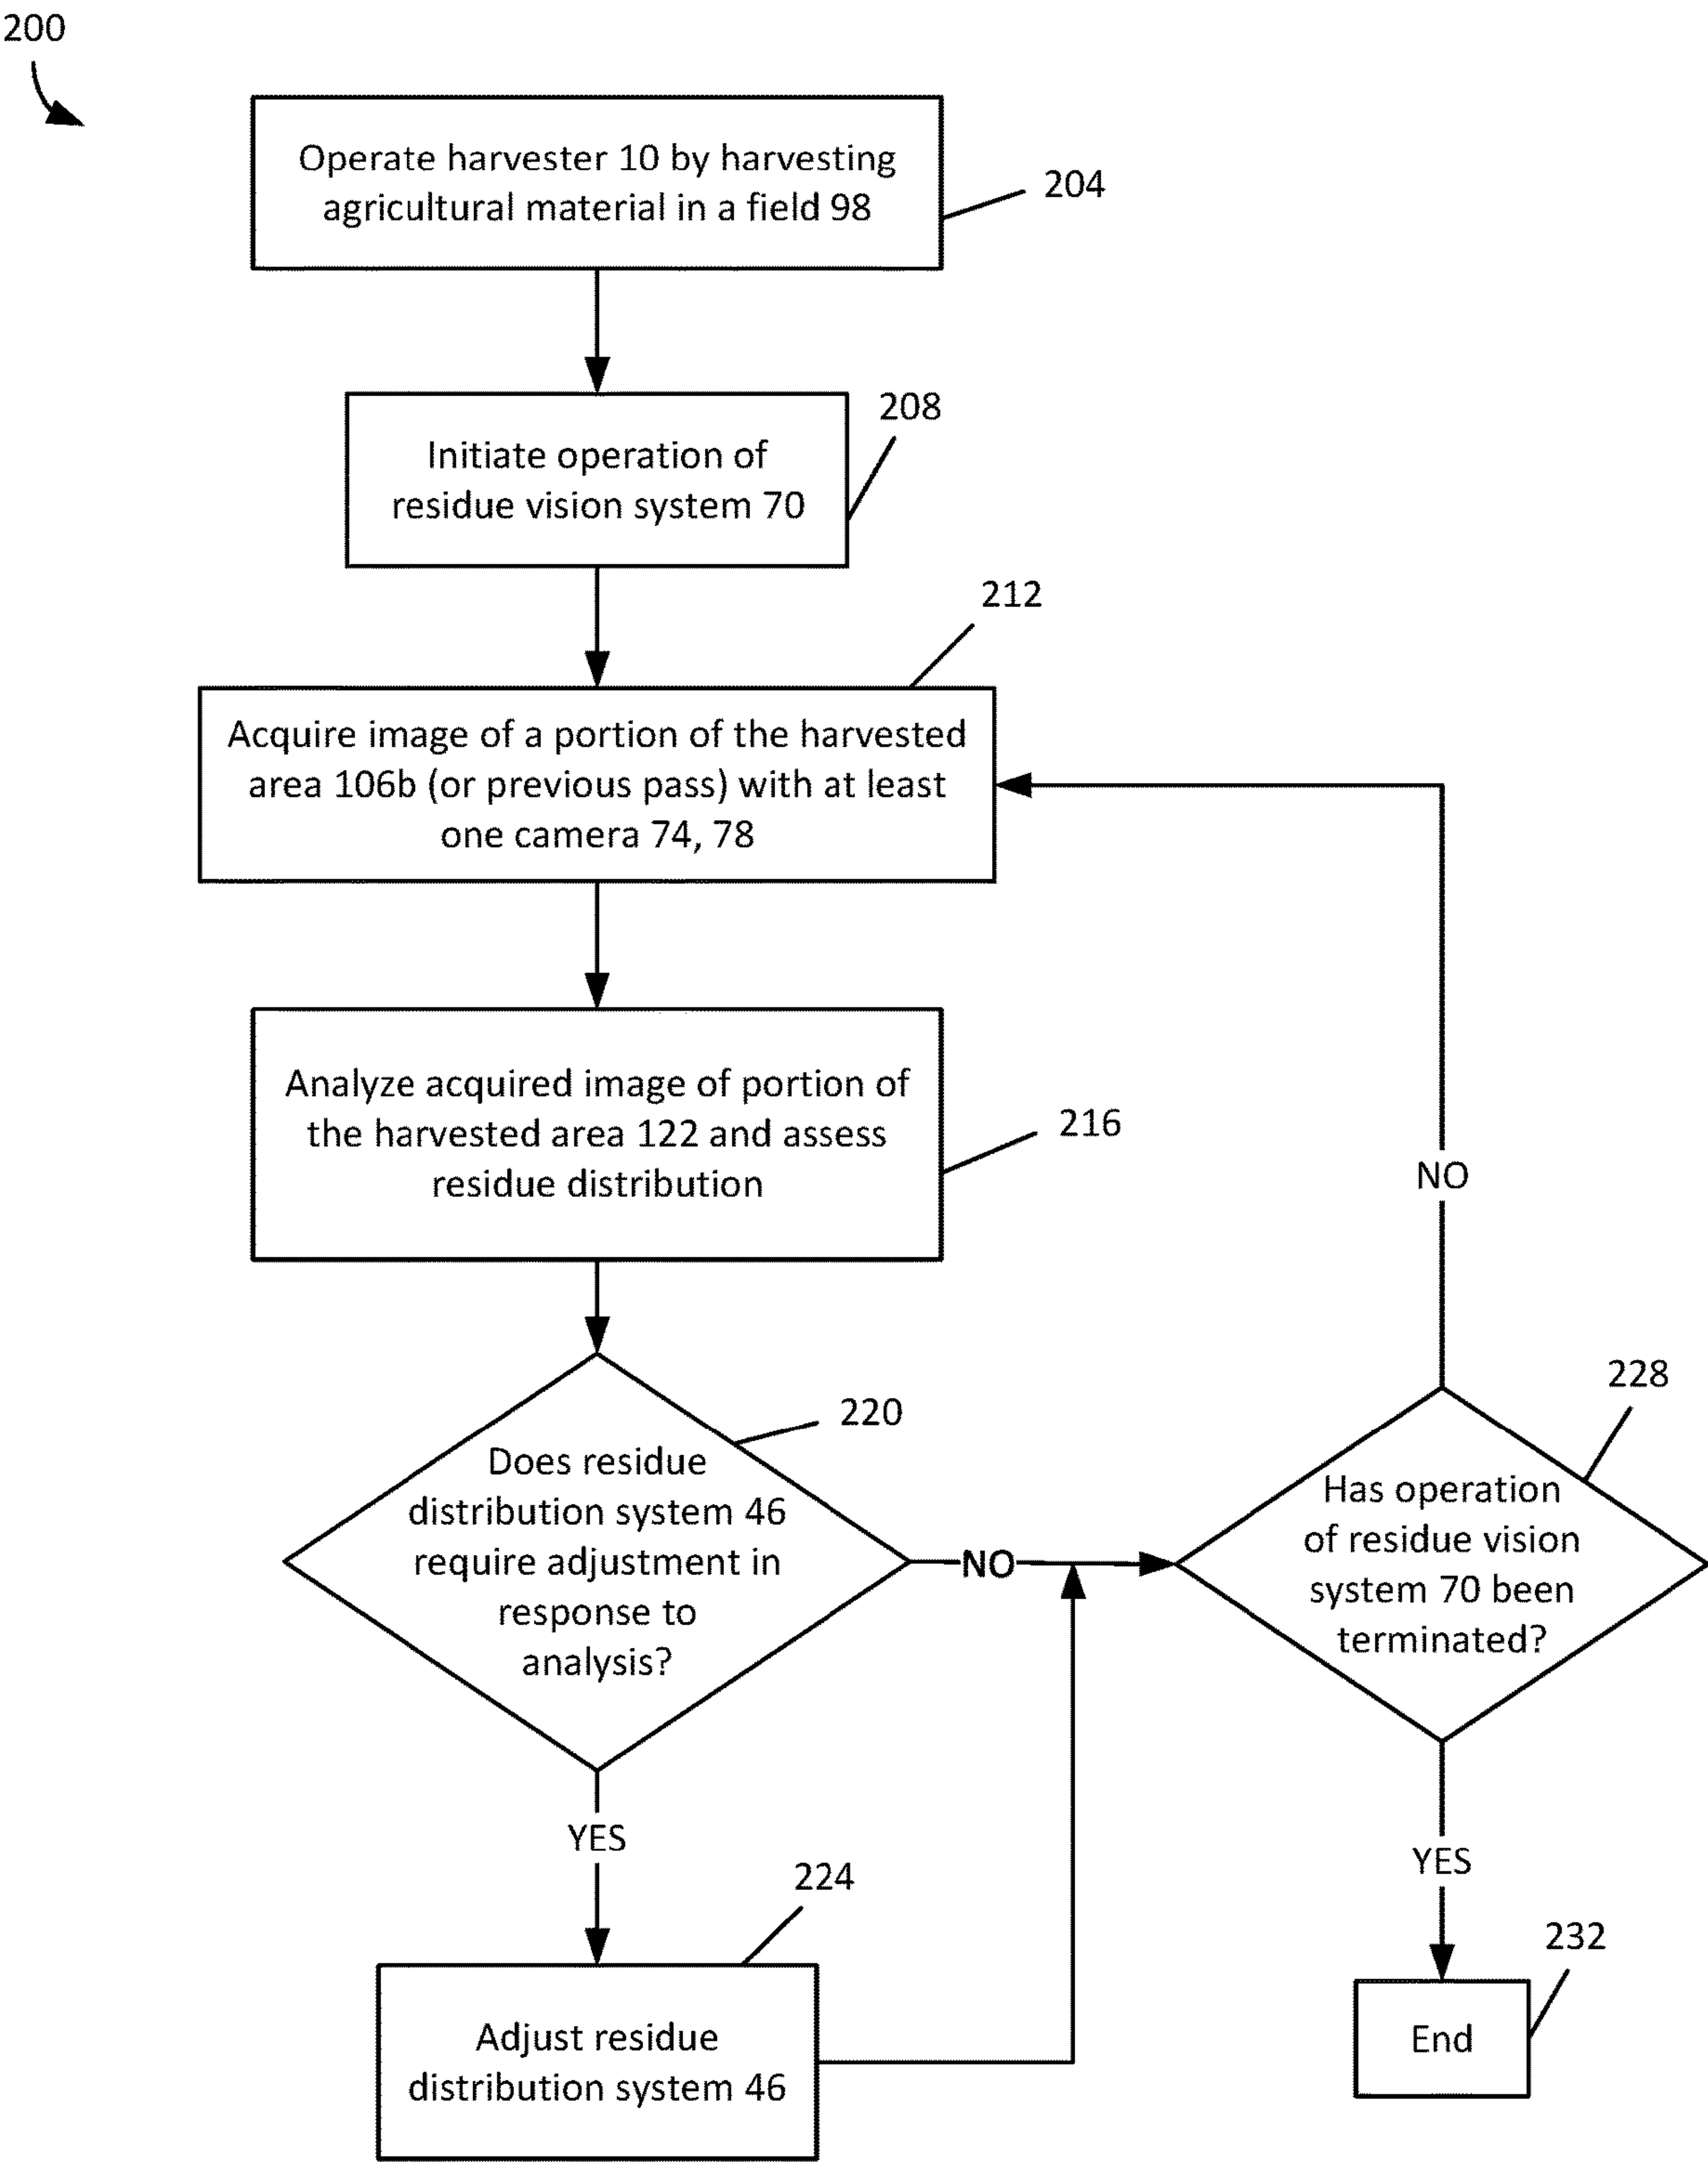 200
Operate harvester 10 by harvesting
agricultural material in a field 98
204
208
Initiate operation of
residue vision system 70
212
Acquire image of a portion of the harvested
area 106b (or previous pass) with at least
one camera 74, 78
Analyze acquired image of portion of
the harvested area 122 and assess
residue distribution
216
NO
220
Does residue
distribution system 46
require adjustment in
response to
analysis?
NO
228
Has operation
of residue vision
system 70 been
terminated?
YES
YES
224
Adjust residue
distribution system 46
232
End